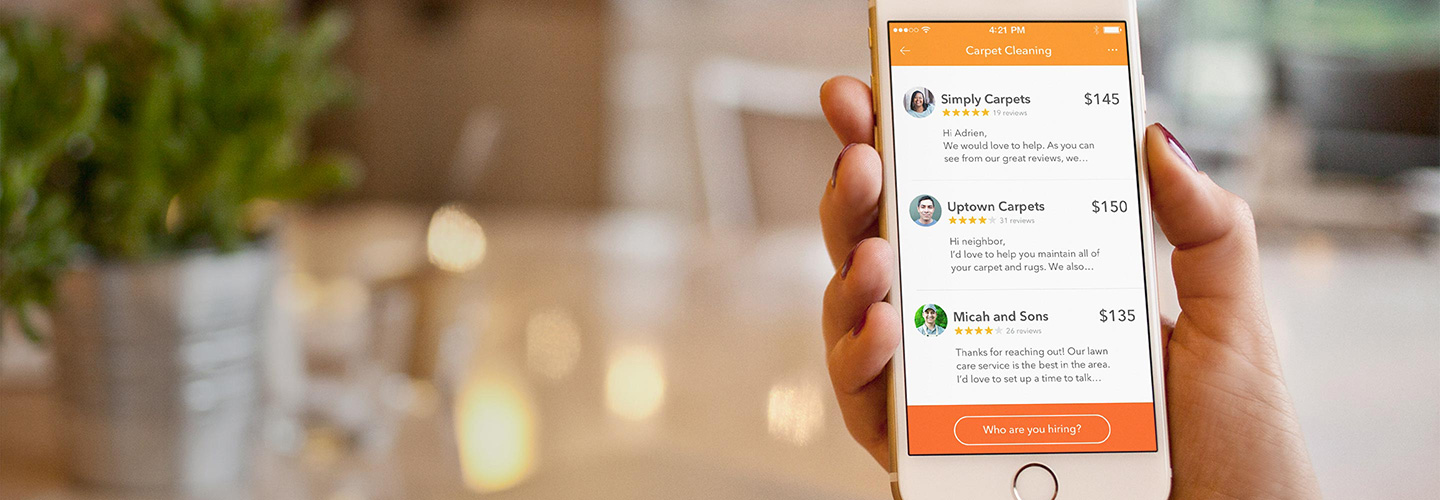 4:21 PM
Carpet Cleaning
Simply Carpets $145
19 reviews
Hi Adrien,
We would love to help. As you can
see from our great reviews, we...
Uptown Carpets $150
31 reviews
Hi neighbor,
I'd love to help you maintain all of
your carpet and rugs. We also...
Micah and Sons $135
26 reviews
Thanks for reaching out! Our lawn
care service is the best in the area.
I'd love to set up a time to talk...
Who are you hiring?